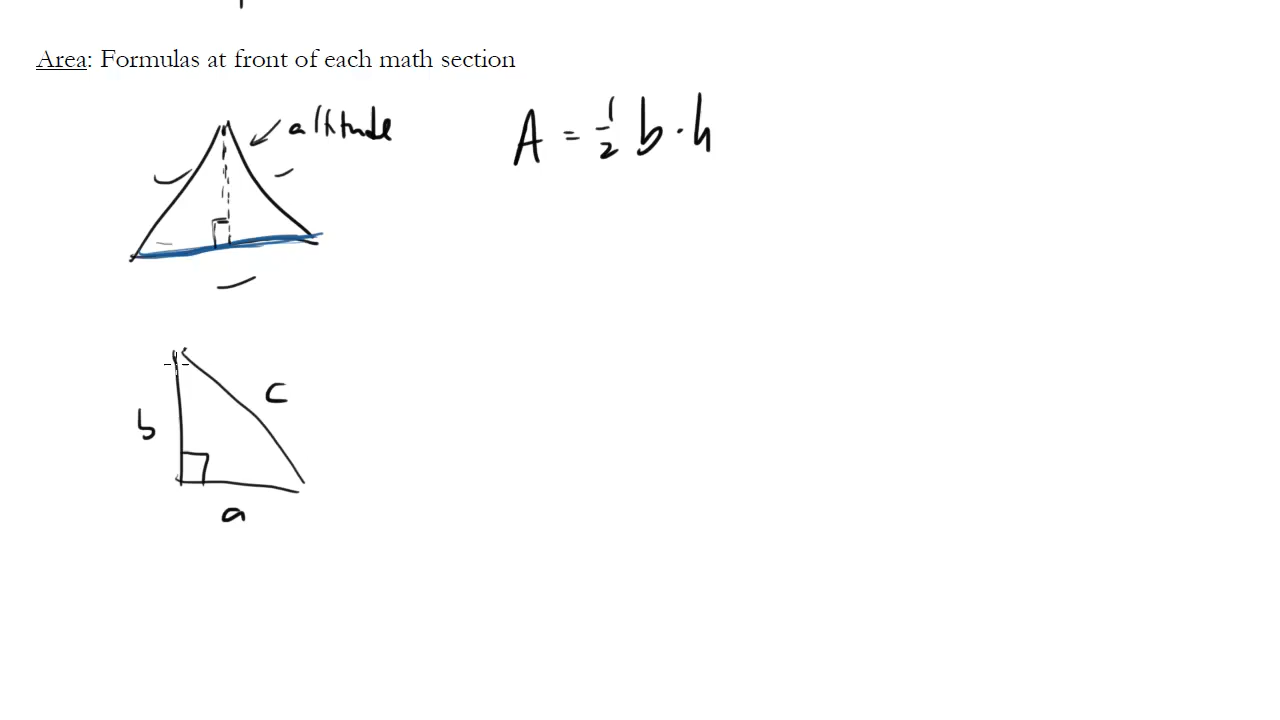 Area: Formulas at front of each math section
altitude
A = 1/2 b · h
b
c
a